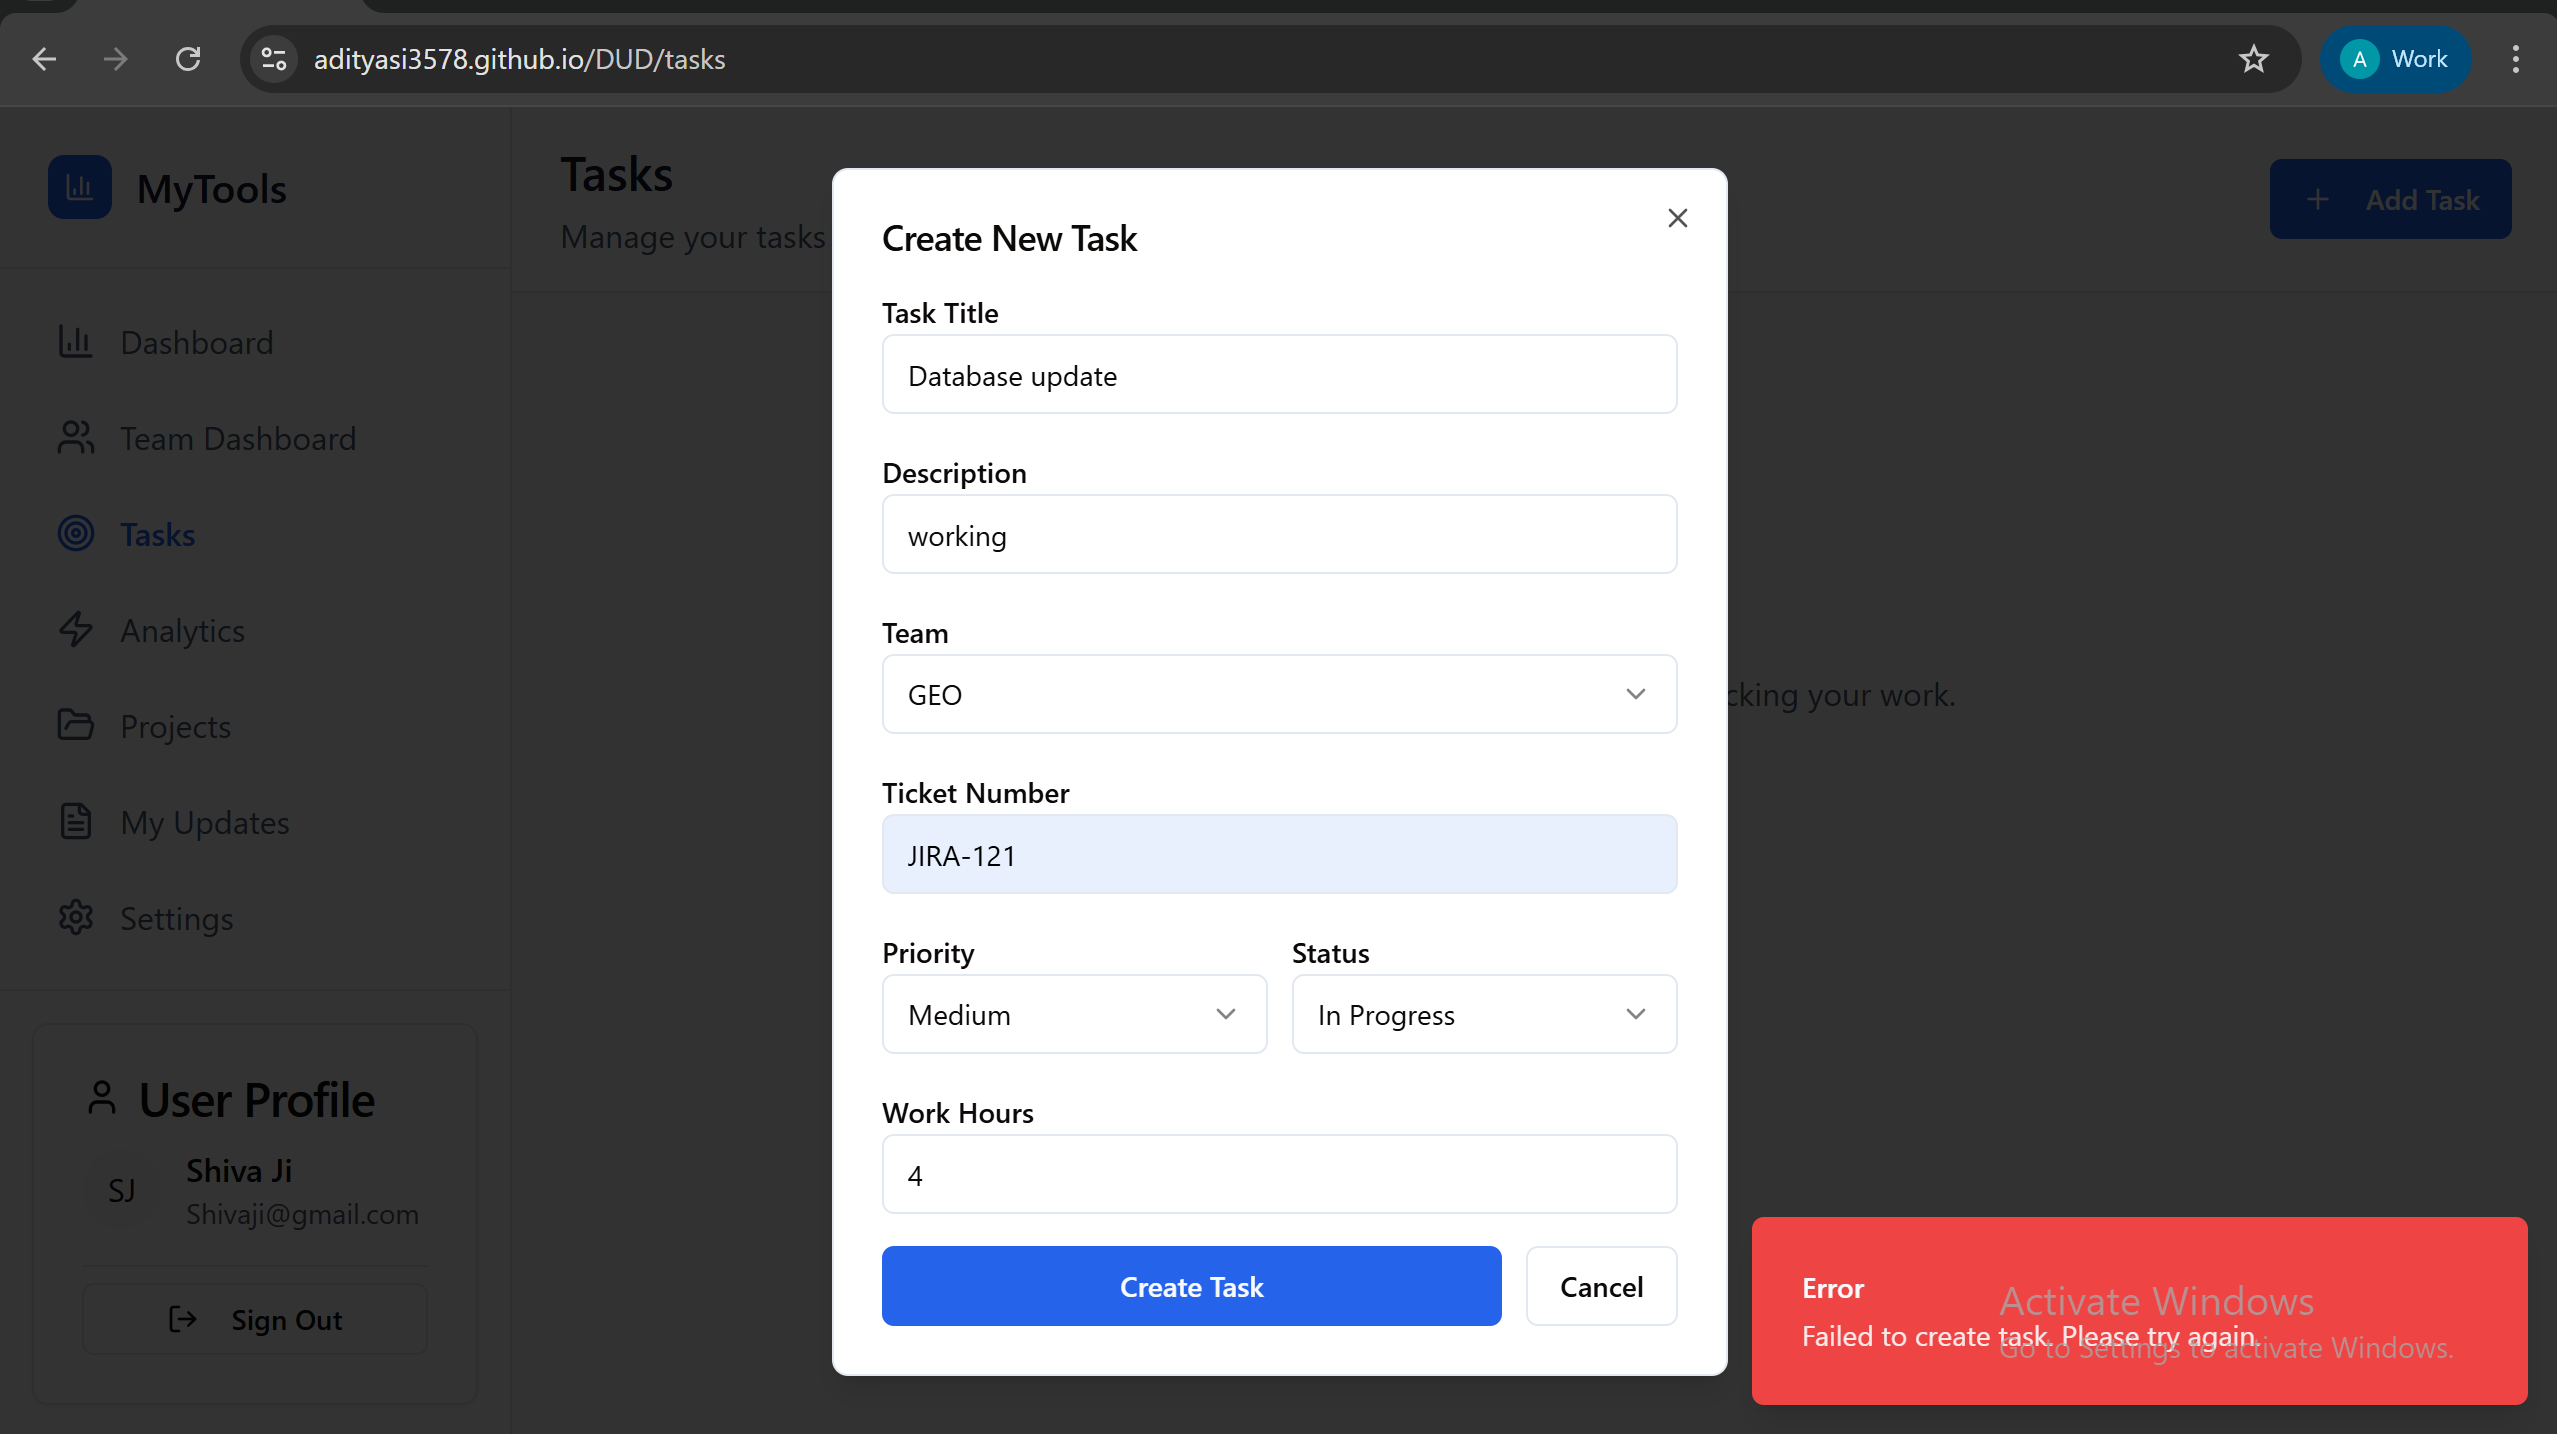 adityasi3578.github.io/DUD/tasks
A Work
MyTools
Dashboard
Team Dashboard
Tasks
Analytics
Projects
My Updates
Settings
User Profile
SJ
Shiva Ji
Shivaji@gmail.com
Sign Out
Tasks
Manage your tasks
Add Task
cking your work.
Create New Task
Task Title
Database update
Description
working
Team
GEO
Ticket Number
JIRA-121
Priority
Medium
Status
In Progress
Work Hours
4
Create Task
Cancel
Error
Failed to create task. Please try again.
Activate Windows
Go to Settings to activate Windows.